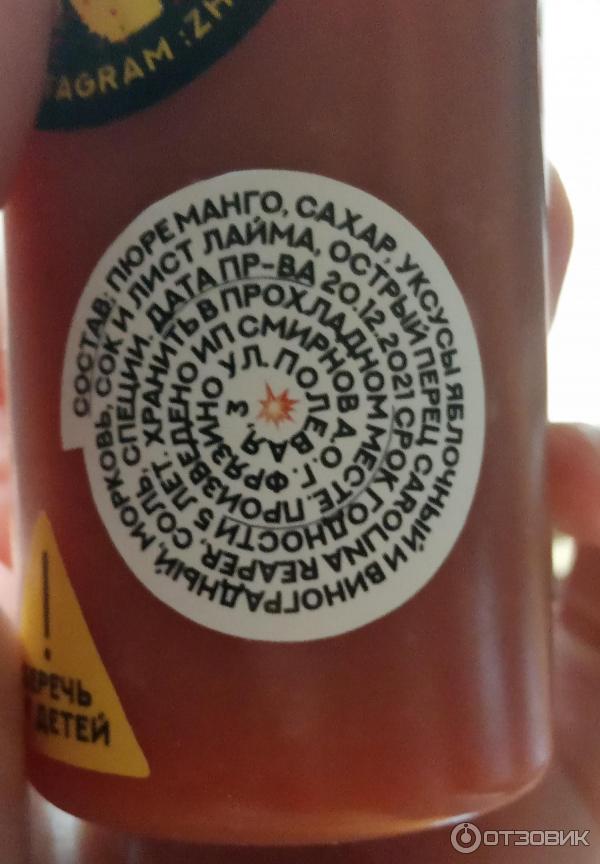 TAGRAM:ZH
СОСТАВ: ПЮРЕ МАНГО, САХАР, УКСУСЫ ЯБЛОЧНЫЙ И ВИНОГРАДНЫЙ, МОРКОВЬ, СОК И ЛИСТ ЛАЙМА, ОСТРЫЙ ПЕРЕЦ CAROLINA REAPER, СОЛЬ, СПЕЦИИ. ДАТА ПР-ВА 20.12.2021 СРОК ГОДНОСТИ 5 ЛЕТ. ХРАНИТЬ В ПРОХЛАДНОМ МЕСТЕ. ПРОИЗВЕДЕНО ИП СМИРНОВ А.О. Г. ФРЯЗИНО УЛ. ПОЛЕВАЯ, 3
!
БЕРЕЧЬ
ДЕТЕЙ
ОТЗОВИК